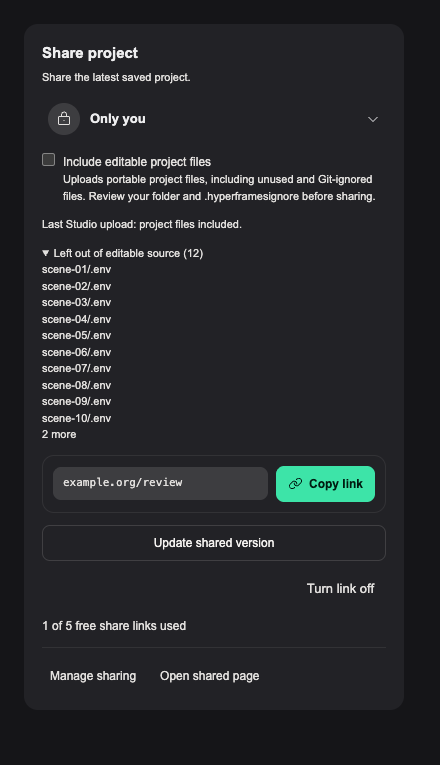 Share project
Share the latest saved project.
Only you
Include editable project files
Uploads portable project files, including unused and Git-ignored
files. Review your folder and .hyperframesignore before sharing.
Last Studio upload: project files included.
▼ Left out of editable source (12)
scene-01/.env
scene-02/.env
scene-03/.env
scene-04/.env
scene-05/.env
scene-06/.env
scene-07/.env
scene-08/.env
scene-09/.env
scene-10/.env
2 more
example.org/review
Copy link
Update shared version
Turn link off
1 of 5 free share links used
Manage sharing
Open shared page